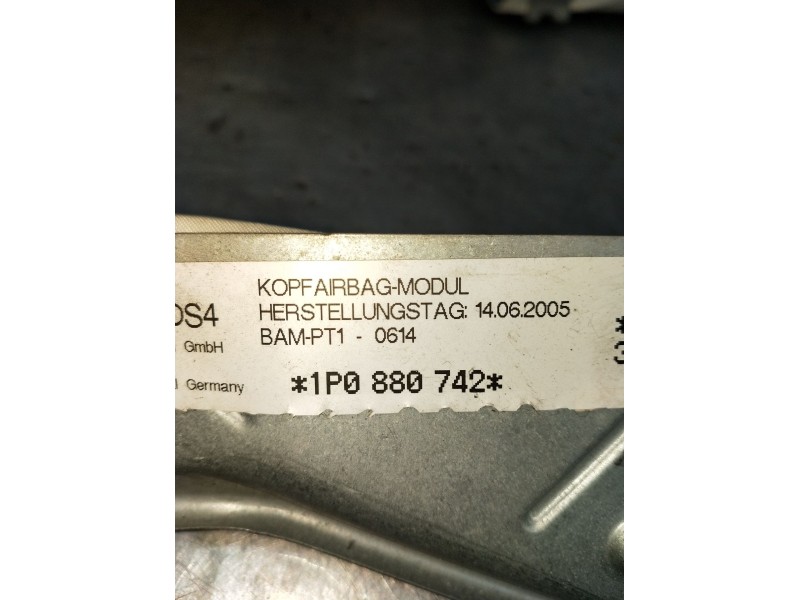 DS4
GmbH
Germany
KOPFAIRBAG-MODUL
HERSTELLUNGSTAG: 14.06.2005
BAM-PT1 - 0614
*1P0 880 742*